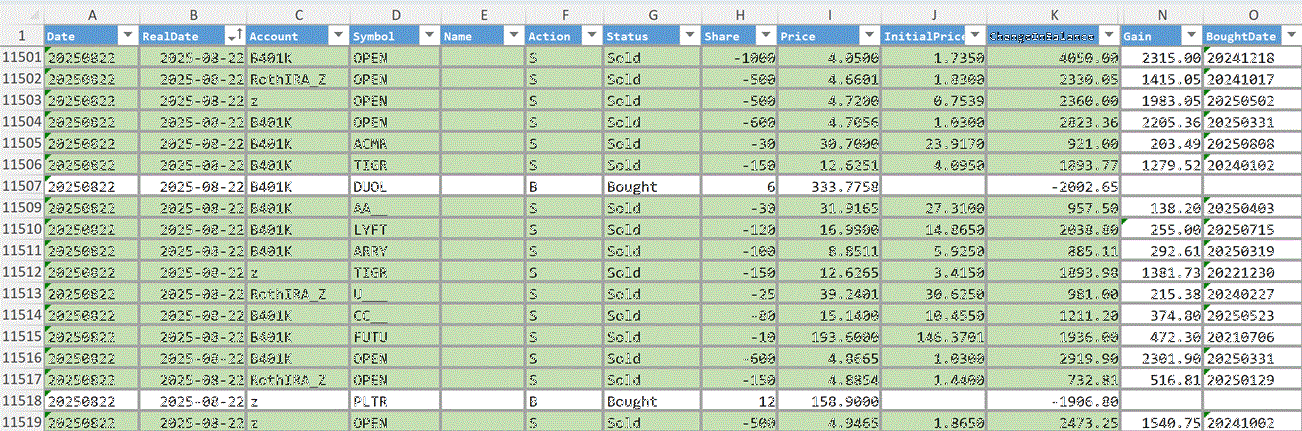 A B C D E F G H I J K N O
1 Date RealDate Account Symbol Name Action Status Share Price InitialPrice ChangeInBalance Gain BoughtDate
11501 20250822 2025-08-22 B401K OPEN S Sold -1000 4.0500 1.7350 4050.00 2315.00 20241218
11502 20250822 2025-08-22 RothIRA_Z OPEN S Sold -500 4.6601 1.8300 2330.05 1415.05 20241017
11503 20250822 2025-08-22 z OPEN S Sold -500 4.7200 0.7539 2360.00 1983.05 20250502
11504 20250822 2025-08-22 B401K OPEN S Sold -600 4.7056 1.0300 2823.36 2205.36 20250331
11505 20250822 2025-08-22 B401K ACMR S Sold -30 30.7000 23.9170 921.00 203.49 20250808
11506 20250822 2025-08-22 B401K TIGR S Sold -150 12.6251 4.0950 1893.77 1279.52 20240102
11507 20250822 2025-08-22 B401K DUOL B Bought 6 333.7758 -2002.65
11509 20250822 2025-08-22 B401K AA__ S Sold -30 31.9165 27.3100 957.50 138.20 20250403
11510 20250822 2025-08-22 B401K LYFT S Sold -120 16.9900 14.8650 2038.80 255.00 20250715
11511 20250822 2025-08-22 B401K ARRY S Sold -100 8.8511 5.9250 885.11 292.61 20250319
11512 20250822 2025-08-22 z TIGR S Sold -150 12.6265 3.4150 1893.98 1381.73 20221230
11513 20250822 2025-08-22 RothIRA_Z U___ S Sold -25 39.2401 30.6250 981.00 215.38 20240227
11514 20250822 2025-08-22 B401K CC__ S Sold -80 15.1400 10.4550 1211.20 374.80 20250523
11515 20250822 2025-08-22 B401K FUTU S Sold -10 193.6000 146.3701 1936.00 472.30 20210706
11516 20250822 2025-08-22 B401K OPEN S Sold -600 4.8665 1.0300 2919.90 2301.90 20250331
11517 20250822 2025-08-22 RothIRA_Z OPEN S Sold -150 4.8854 1.4400 732.81 516.81 20250129
11518 20250822 2025-08-22 z PLTR B Bought 12 158.9000 -1906.80
11519 20250822 2025-08-22 z OPEN S Sold -500 4.9465 1.8650 2473.25 1540.75 20241002